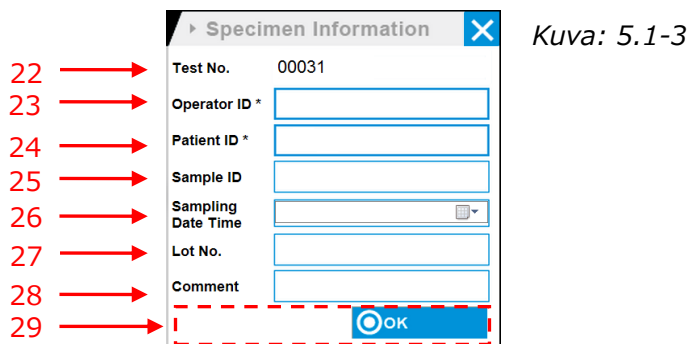 Specimen Information
Kuva: 5.1-3
22 Test No. 00031
23 Operator ID *
24 Patient ID *
25 Sample ID
26 Sampling
Date Time
27 Lot No.
28 Comment
29 OK